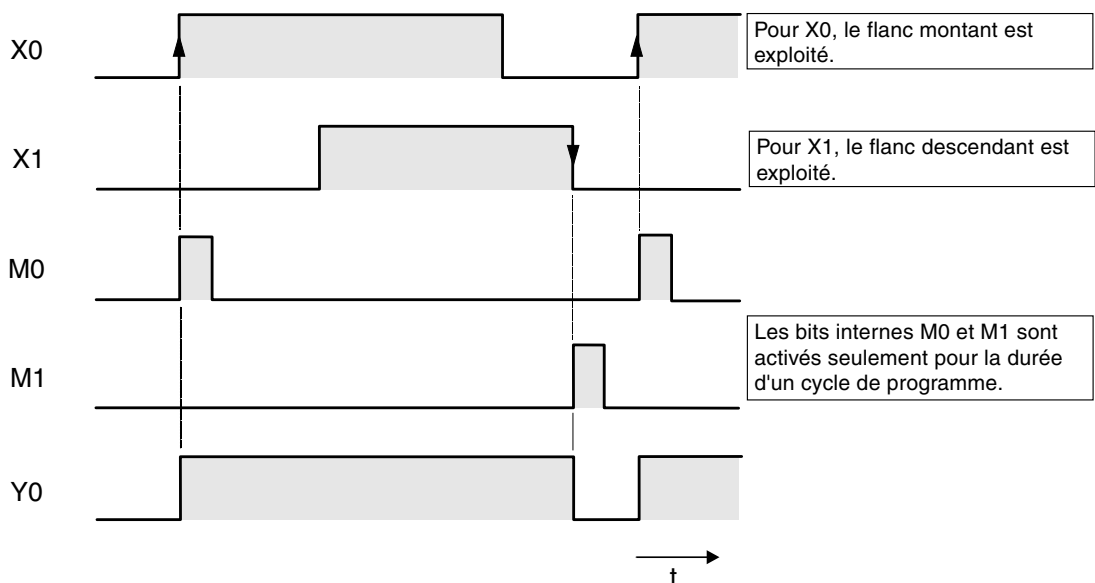 X0
Pour X0, le flanc montant est
exploité.
X1
Pour X1, le flanc descendant est
exploité.
M0
Les bits internes M0 et M1 sont
activés seulement pour la durée
d'un cycle de programme.
M1
Y0
t